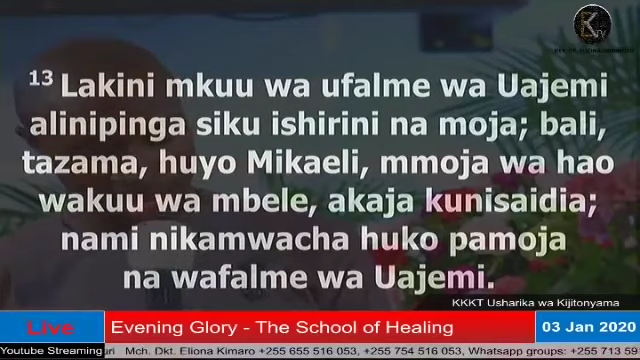 13 Lakini mkuu wa ufalme wa Uajemi
alinipinga siku ishirini na moja; bali,
tazama, huyo Mikaeli, mmoja wa hao
wakuu wa mbele, akaja kunisaidia;
nami nikamwacha huko pamoja
na wafalme wa Uajemi.
KKKT Usharika wa Kijitonyama
Live Evening Glory - The School of Healing 03 Jan 2020
Youtube Streaming uri Mch. Dkt. Eliona Kimaro +255 655 516 053, +255 754 516 053, Whatsapp groups: +255 713 59